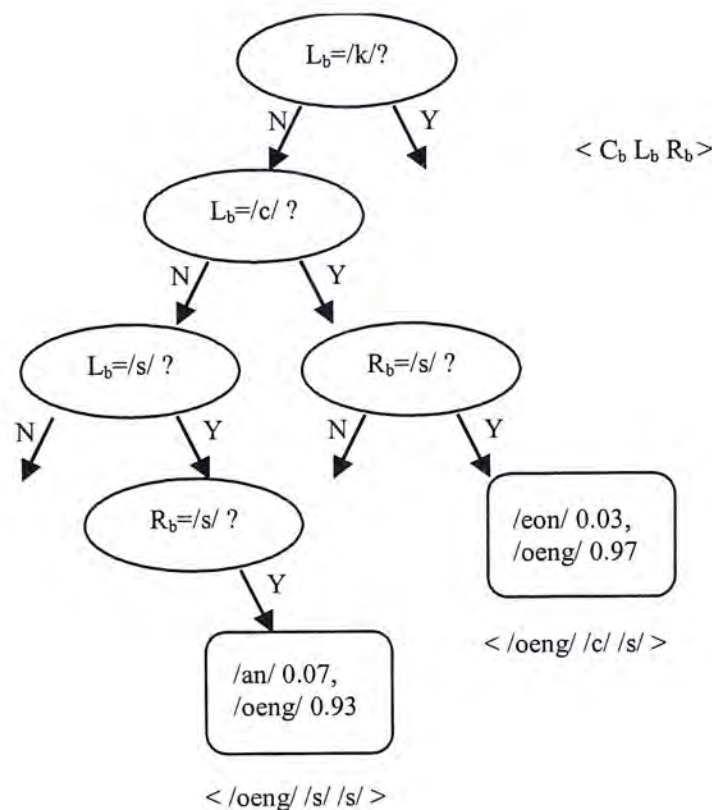 L_b=/k/?
N
Y
< C_b L_b R_b >
L_b=/c/ ?
N
Y
L_b=/s/ ?
R_b=/s/ ?
N
Y
N
Y
R_b=/s/ ?
/eon/ 0.03,
/oeng/ 0.97
Y
< /oeng/ /c/ /s/ >
/an/ 0.07,
/oeng/ 0.93
< /oeng/ /s/ /s/ >